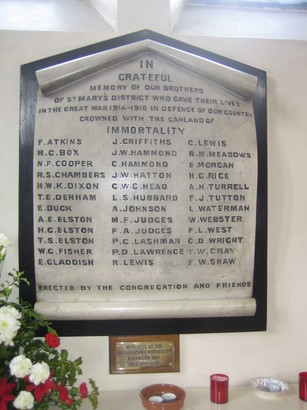 IN
GRATEFUL
MEMORY OF OUR BROTHERS
OF ST MARY'S DISTRICT WHO GAVE THEIR LIVES
IN THE GREAT WAR 1914-1918 IN DEFENCE OF OUR COUNTRY
CROWNED WITH THE GARLAND OF
IMMORTALITY
F. ATKINS J. GRIFFITHS C. LEWIS
R.C. BOX J.W. HAMMOND R.M. MEADOWS
N.F. COOPER C. HAMMOND E. MORGAN
R.S. CHAMBERS J.W. HATTON H.G. RICE
H.W.K. DIXON C.W.G. HEAD A.H. TURRELL
T.E. DENHAM L.S. HUBBARD F.J. TUTTON
E. DUCK A. JOHNSON L. WATERMAN
A.E. ELSTON M.F. JUDGES W. WEBSTER
H.G. ELSTON F.A. JUDGES F.L. WEST
T.S. ELSTON P.G. LASHMAR C.D. WRIGHT
W.G. FISHER P.D. LAWRENCE T.W. GRAY
E. GLADDISH R. LEWIS F.W. SHAW
ERECTED BY THE CONGREGATION AND FRIENDS